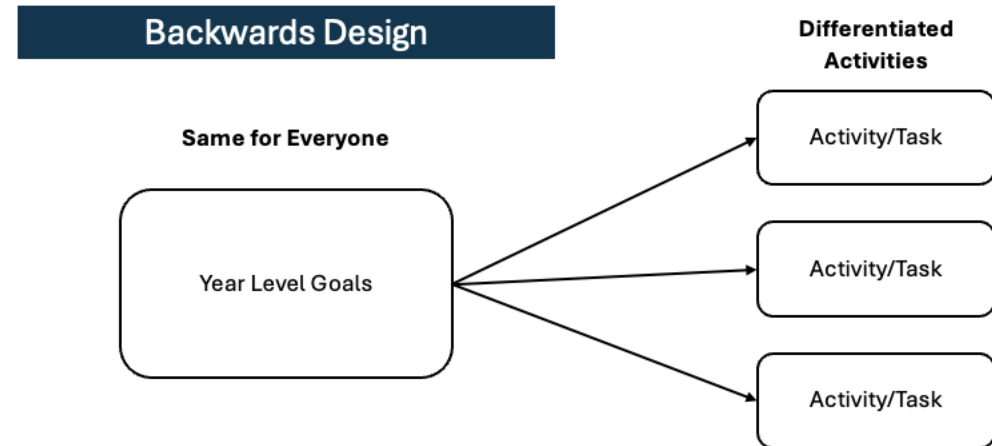 Backwards Design
Differentiated
Activities
Same for Everyone
Year Level Goals
Activity/Task
Activity/Task
Activity/Task